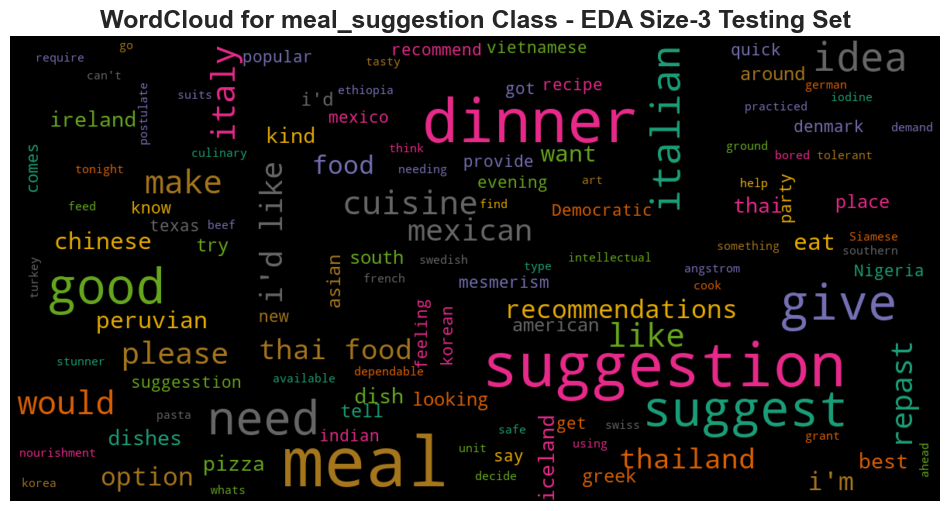 WordCloud for meal_suggestion Class - EDA Size-3 Testing Set
require
go
can't
popular
recommend
tasty
vietnamese
quick
idea
around
german
italy
suits
ethiopia
i'd
got
recipe
italian
practiced
iodine
postulate
ireland
mexico
dinner
denmark
demand
kind
comes
culinary
think
want
ground
bored
tolerant
tonight
make
food
needing
provide
evening
art
help
party
feed
know
i'd like
cuisine
find
Democratic
thai
place
texas
beef
mexican
chinese
try
south
swedish
type
intellectual
something
eat
Siamese
southern
turkey
asian
french
mesmerism
angstrom
cook
Nigeria
good
new
feeling
korean
recommendations
give
peruvian
american
like
stunner
please
thai food
dependable
suggestion
repast
suggesstion
available
dish
looking
suggest
would
pasta
need
tell
iceland
get
swiss
grant
dishes
indian
safe
using
nourishment
unit
say
thailand
best
ahead
pizza
meal
option
decide
greek
i'm
korea
whats